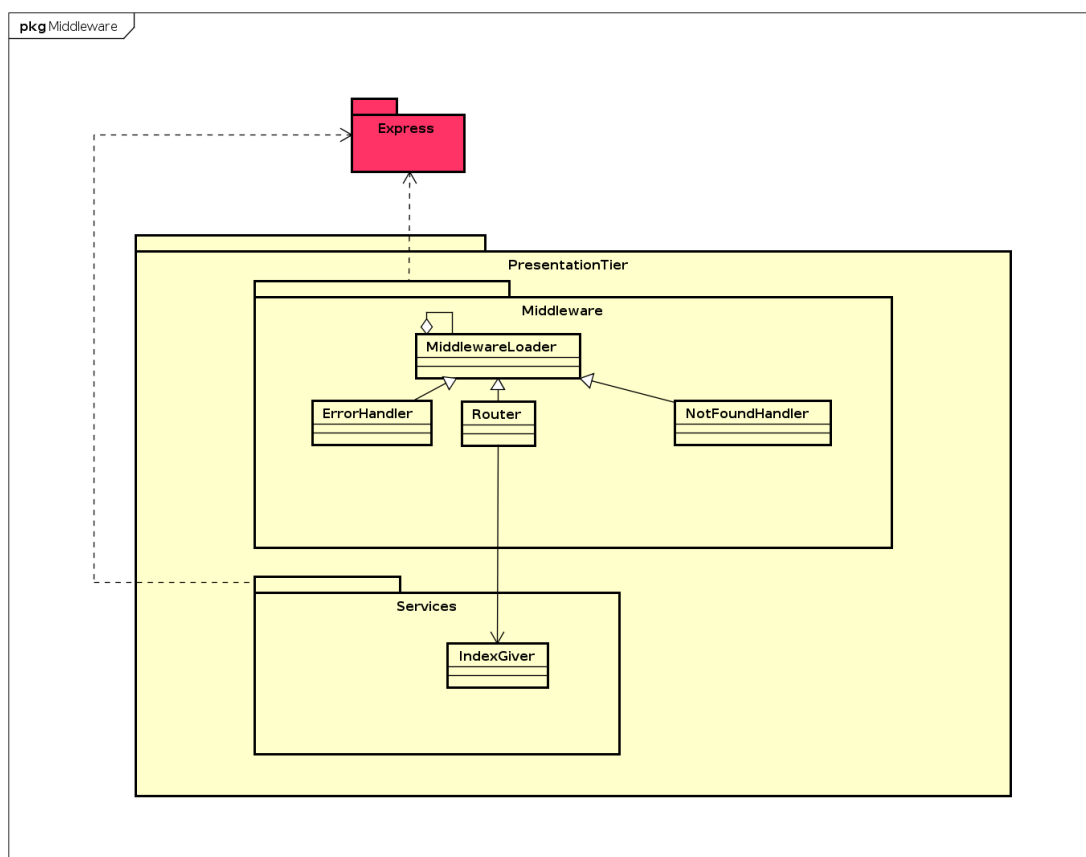 pkg Middleware
Express
PresentationTier
Middleware
MiddlewareLoader
ErrorHandler
Router
NotFoundHandler
Services
IndexGiver